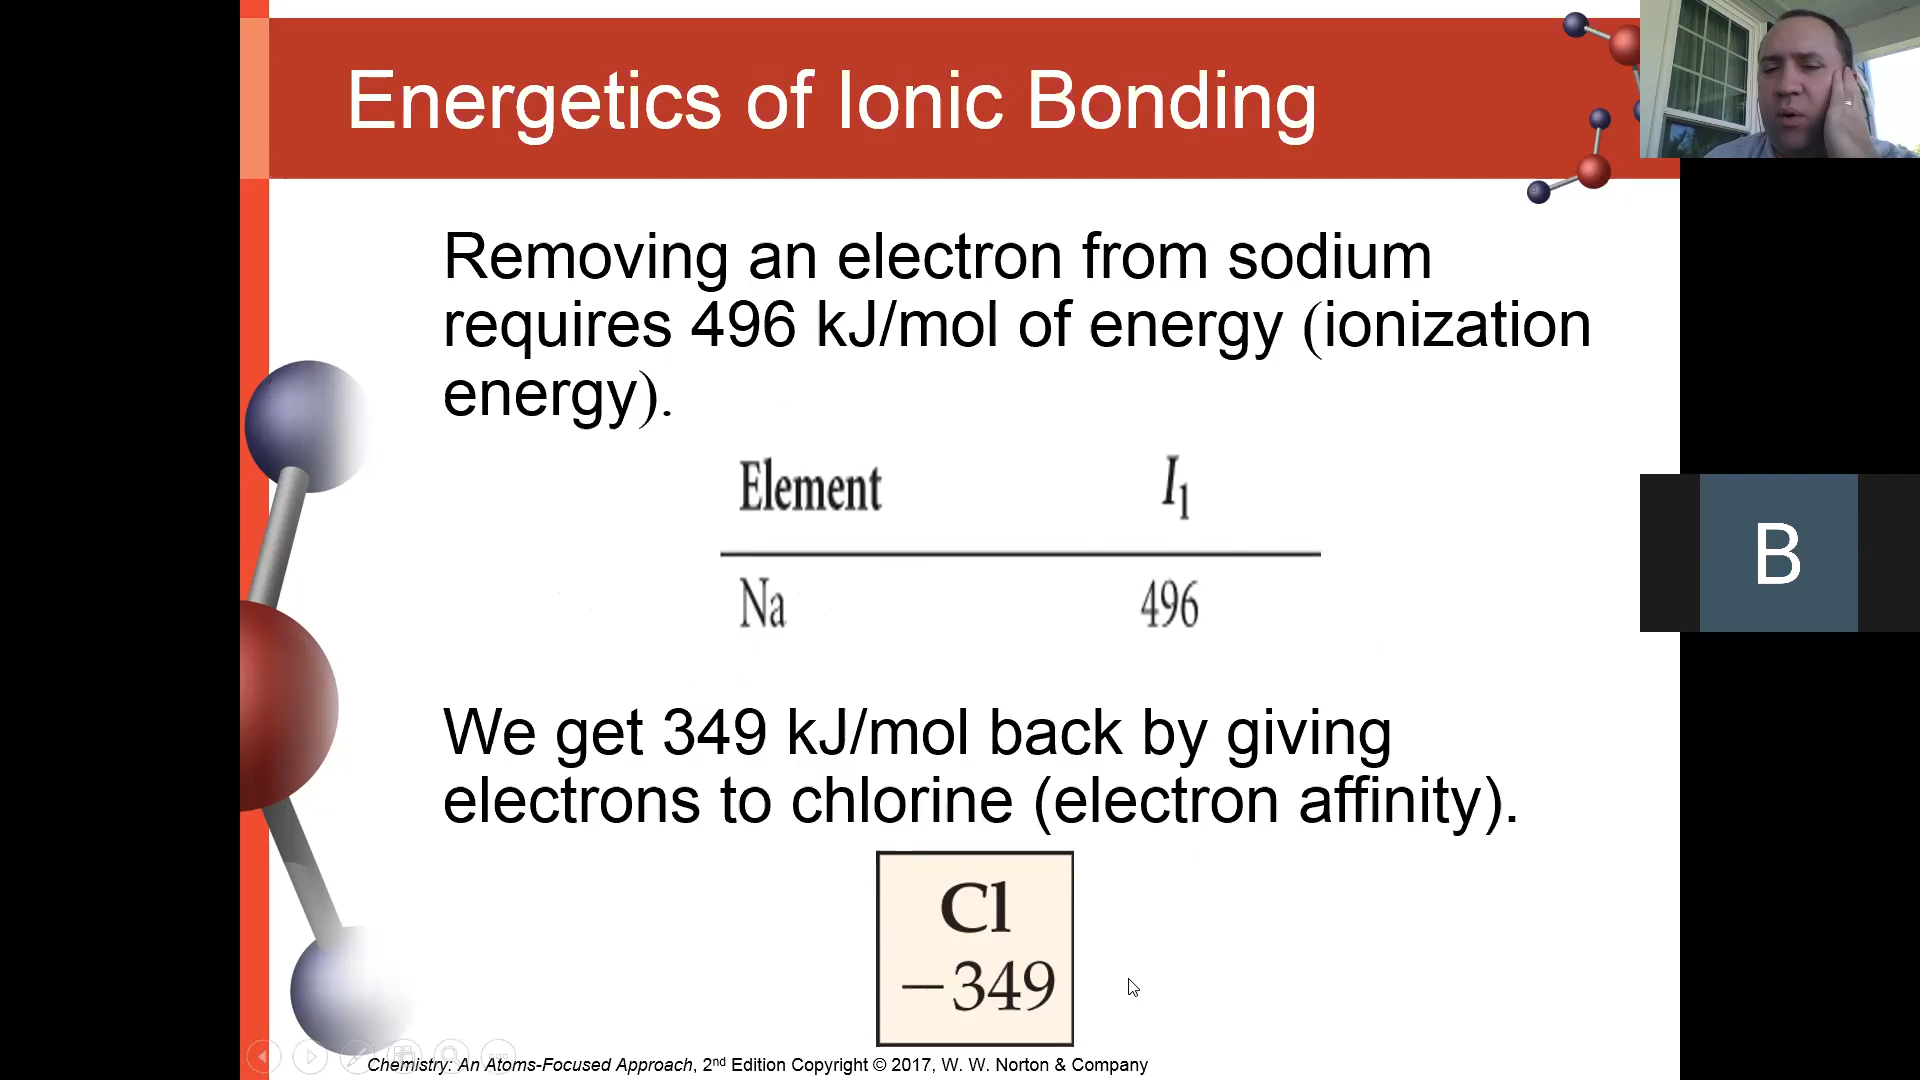 Energetics of Ionic Bonding
Removing an electron from sodium
requires 496 kJ/mol of energy (ionization
energy).
Element I₁
Na 496
We get 349 kJ/mol back by giving
electrons to chlorine (electron affinity).
Cl
−349
B
Chemistry: An Atoms-Focused Approach, 2nd Edition Copyright © 2017, W. W. Norton & Company